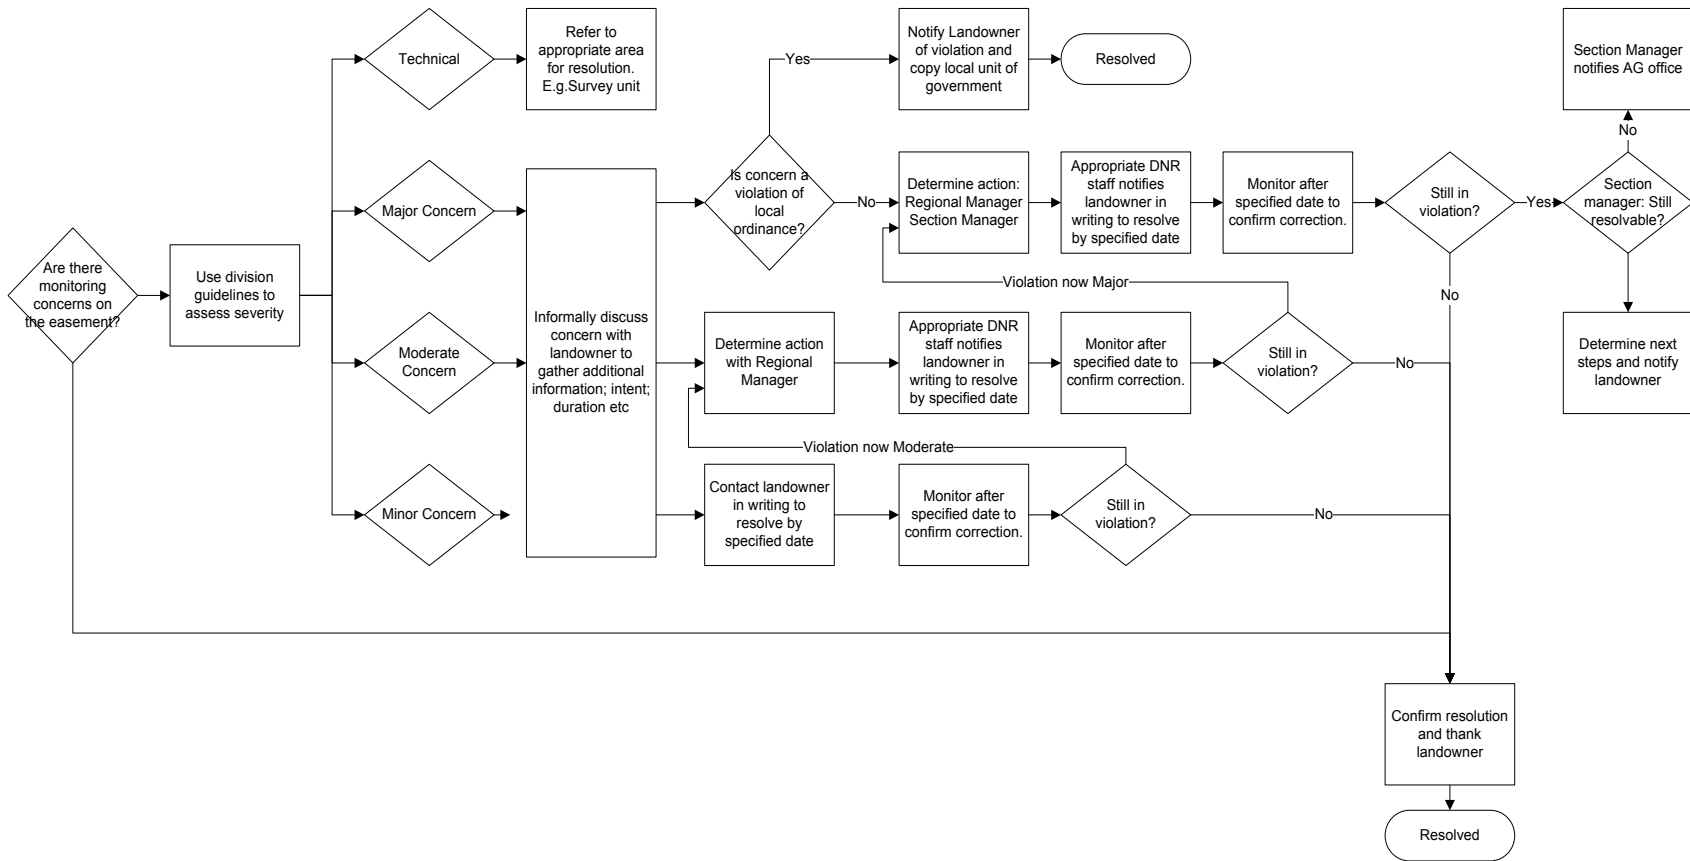 Technical
Refer to
appropriate area
for resolution.
E.g.Survey unit
Yes
Notify Landowner
of violation and
copy local unit of
government
Resolved
Section Manager
notifies AG office
No
Major Concern
Is concern a
violation of
local
ordinance?
No
Determine action:
Regional Manager
Section Manager
Appropriate DNR
staff notifies
landowner in
writing to resolve
by specified date
Monitor after
specified date to
confirm correction.
Still in
violation?
Yes
Section
manager: Still
resolvable?
Are there
monitoring
concerns on
the easement?
Use division
guidelines to
assess severity
Violation now Major
No
Moderate
Concern
Informally discuss
concern with
landowner to
gather additional
information; intent;
duration etc
Determine action
with Regional
Manager
Appropriate DNR
staff notifies
landowner in
writing to resolve
by specified date
Monitor after
specified date to
confirm correction.
Still in
violation?
No
Determine next
steps and notify
landowner
Violation now Moderate
Minor Concern
Contact landowner
in writing to
resolve by
specified date
Monitor after
specified date to
confirm correction.
Still in
violation?
No
Confirm resolution
and thank
landowner
Resolved